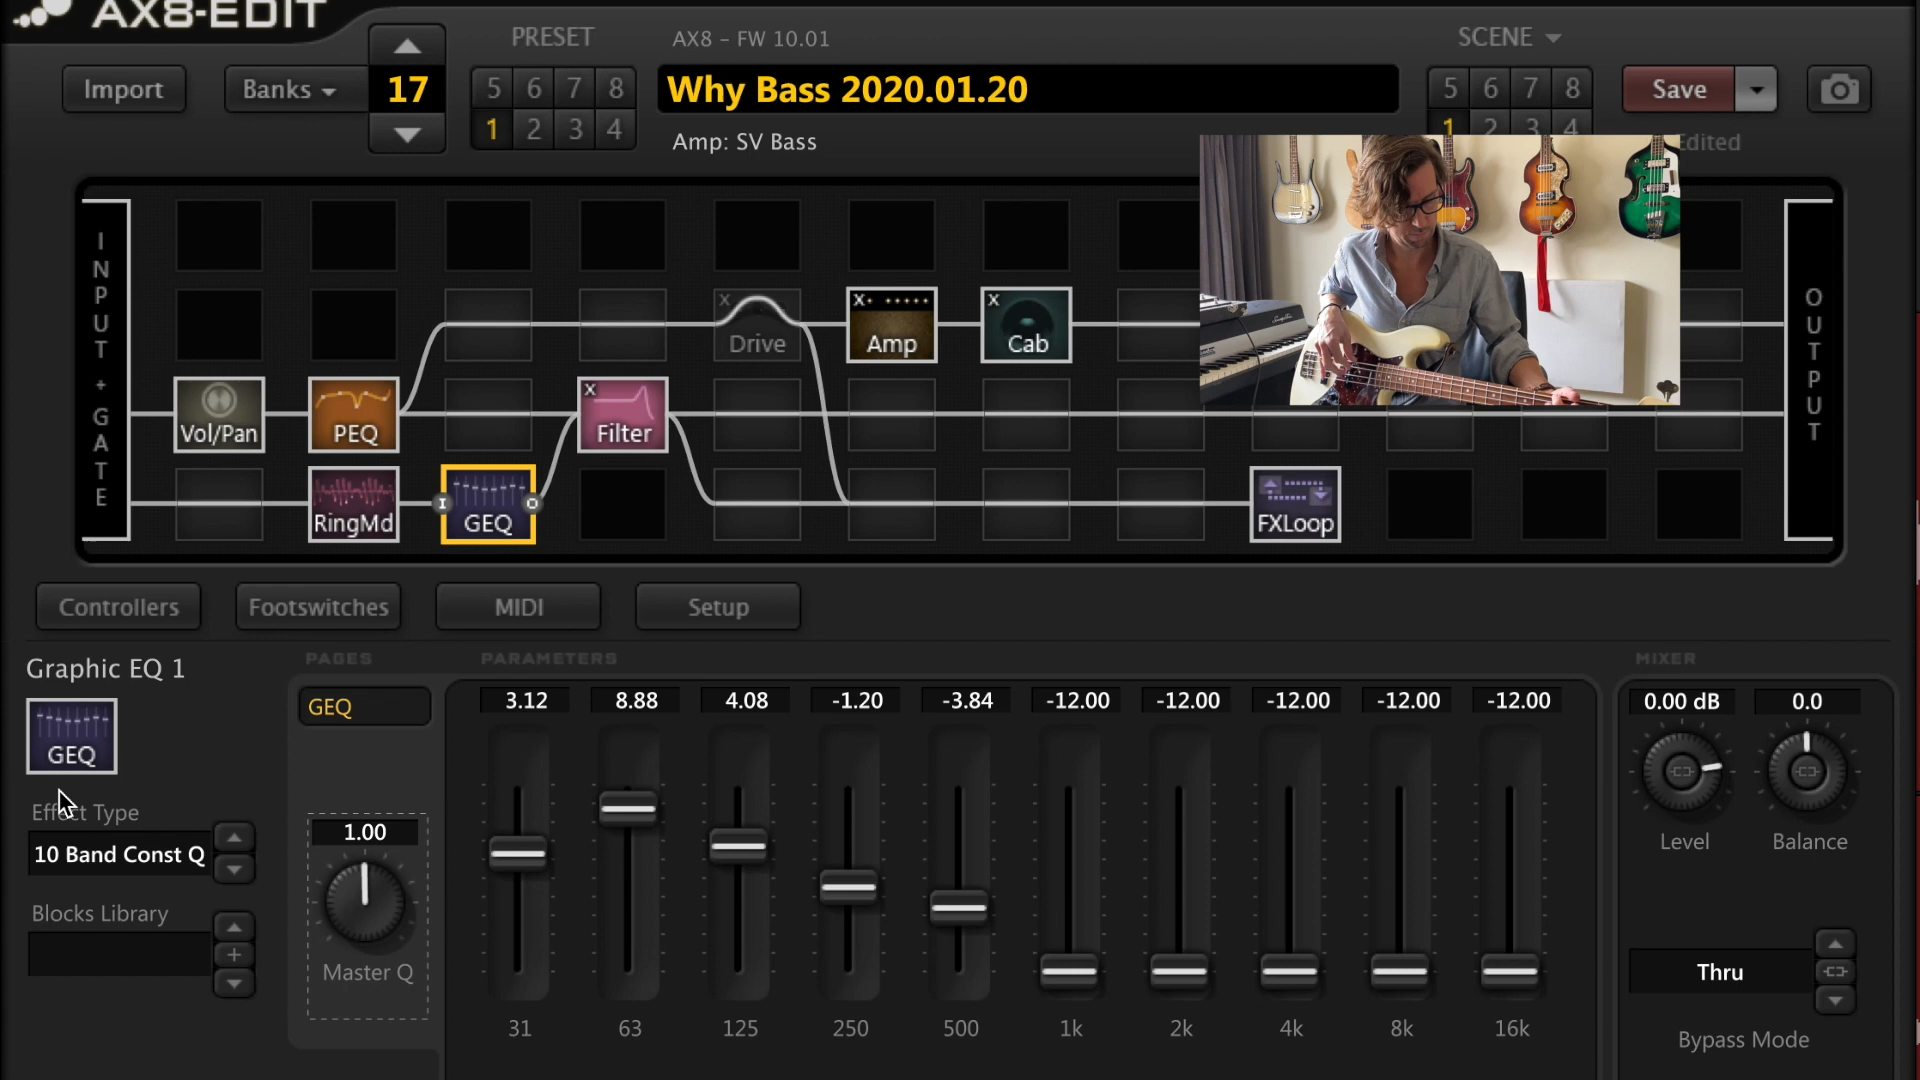 AX8-EDIT
Import
Banks
17
PRESET
5 6 7 8
1 2 3 4
AX8 – FW 10.01
Why Bass 2020.01.20
Amp: SV Bass
SCENE
5 6 7 8
1 2 3 4
Save
Edited
INPUT + GATE
X Drive
X Amp
X Cab
Vol/Pan
PEQ
X Filter
RingMd
I GEQ O
FXLoop
OUTPUT
Controllers
Footswitches
MIDI
Setup
Graphic EQ 1
GEQ
Effect Type
10 Band Const Q
Blocks Library
+
PAGES
GEQ
1.00
Master Q
PARAMETERS
3.12 8.88 4.08 -1.20 -3.84 -12.00 -12.00 -12.00 -12.00 -12.00
31 63 125 250 500 1k 2k 4k 8k 16k
MIXER
0.00 dB 0.0
Level Balance
Thru
Bypass Mode